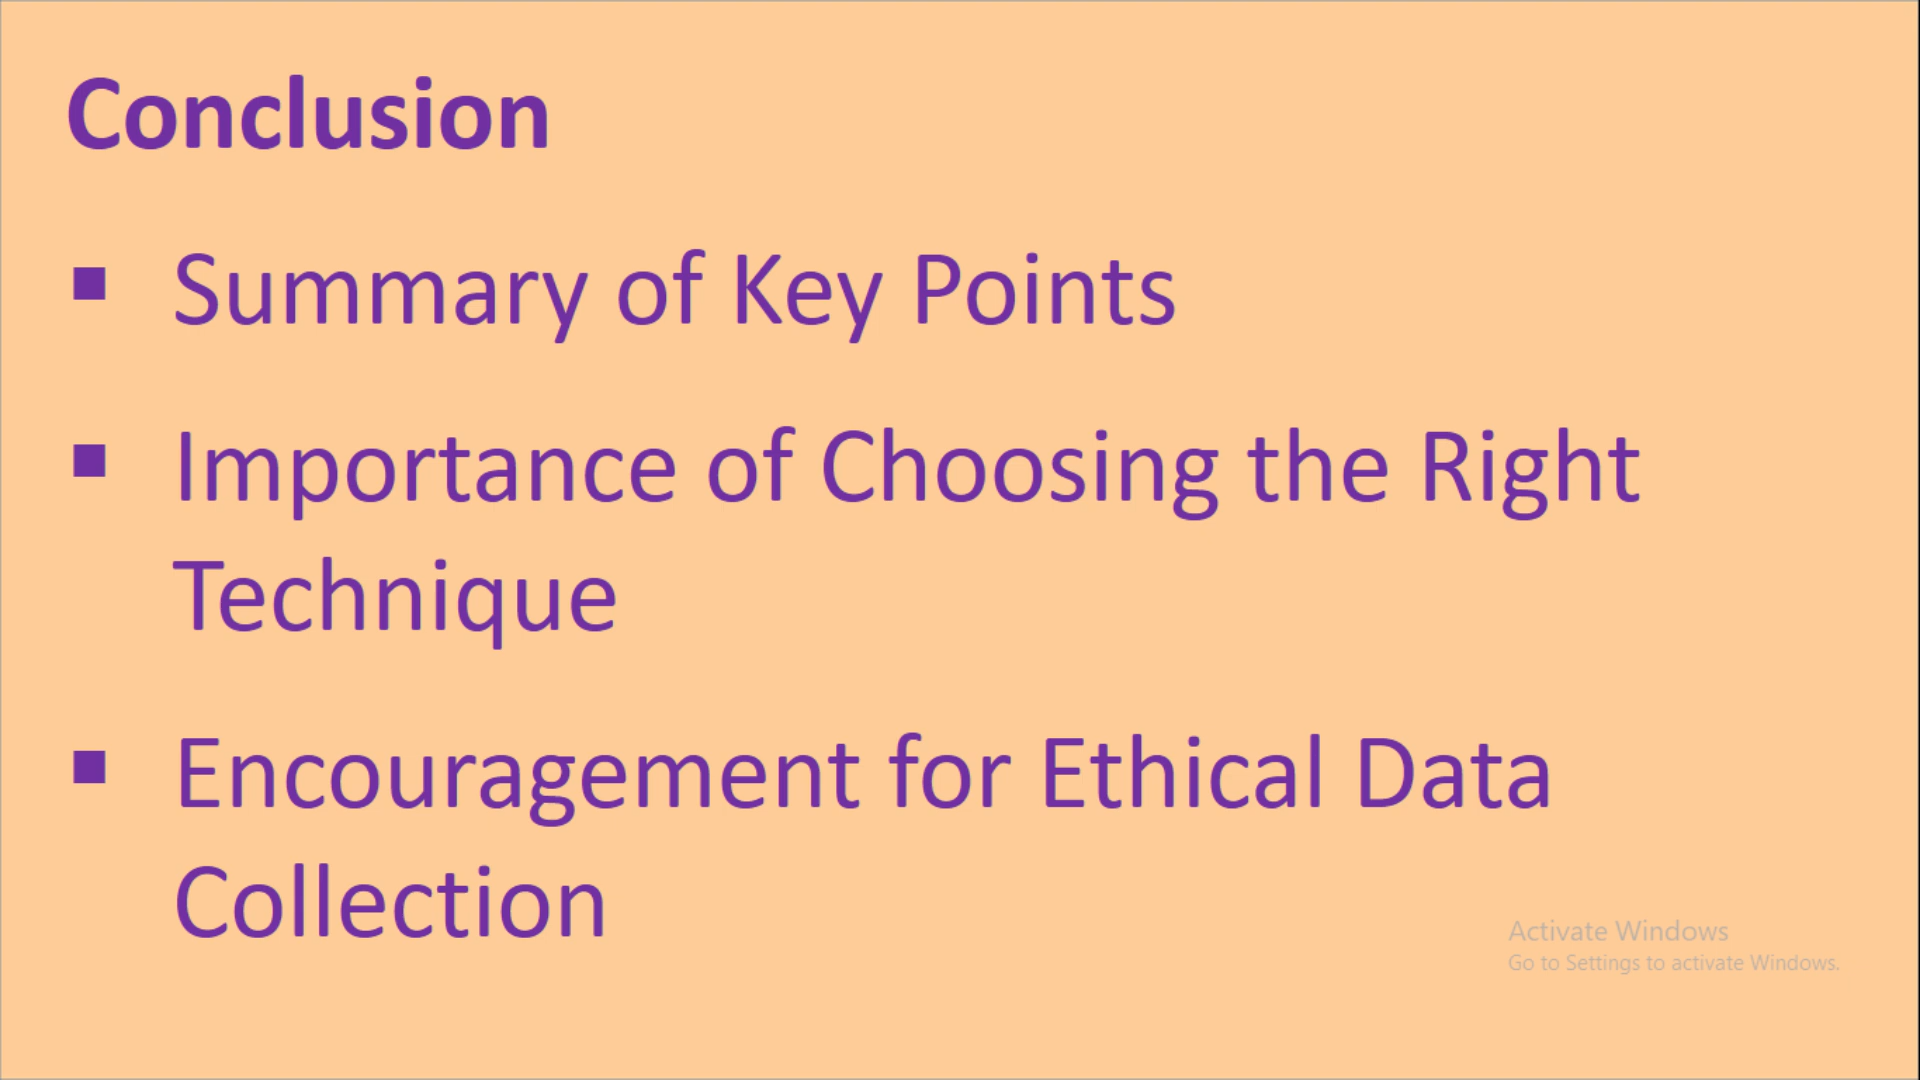 Conclusion
▪ Summary of Key Points
▪ Importance of Choosing the Right
Technique
▪ Encouragement for Ethical Data
Collection
Activate Windows
Go to Settings to activate Windows.